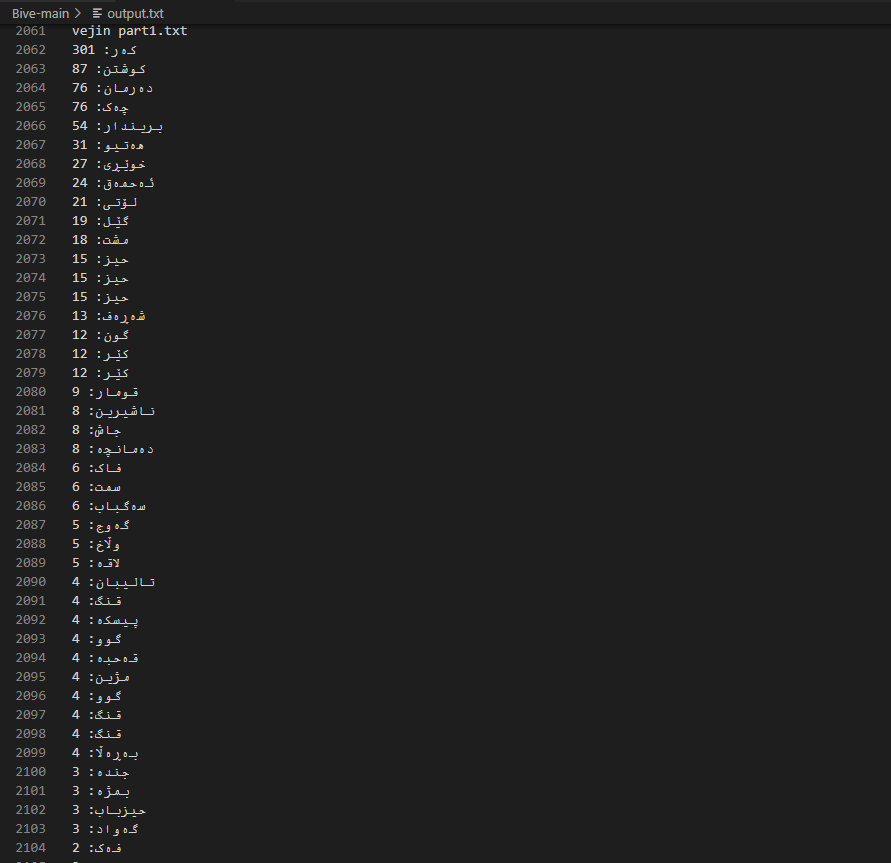 Bive-main > output.txt
2061 vejin part1.txt
2062 کەر: 301
2063 کوشتن: 87
2064 دەرمان: 76
2065 چەک: 76
2066 بریندار: 54
2067 هەتیو: 31
2068 خوێڕی: 27
2069 ئەحمەق: 24
2070 لۆتی: 21
2071 گێل: 19
2072 مشت: 18
2073 حیز: 15
2074 حیز: 15
2075 حیز: 15
2076 شەڕەف: 13
2077 گون: 12
2078 کێر: 12
2079 کێر: 12
2080 قومار: 9
2081 ناشیرین: 8
2082 جاش: 8
2083 دەمانچە: 8
2084 فاک: 6
2085 سمت: 6
2086 سەگباب: 6
2087 گەوج: 5
2088 وڵاخ: 5
2089 لاقە: 5
2090 تالیبان: 4
2091 قنگ: 4
2092 پیسکە: 4
2093 گوو: 4
2094 قەحبە: 4
2095 مژین: 4
2096 گوو: 4
2097 قنگ: 4
2098 قنگ: 4
2099 بەڕەڵا: 4
2100 جندە: 3
2101 بمژە: 3
2102 حیزباب: 3
2103 گەواد: 3
2104 فەک: 2